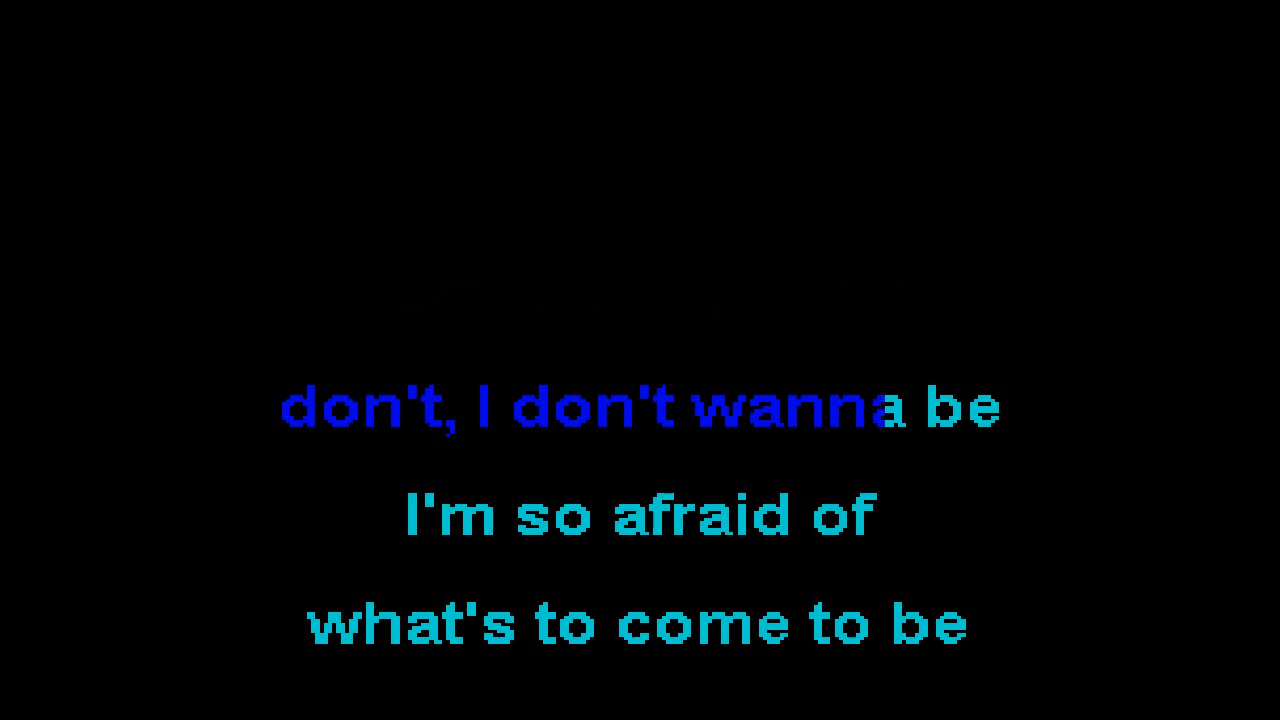 don't, I don't wanna be
I'm so afraid of
what's to come to be